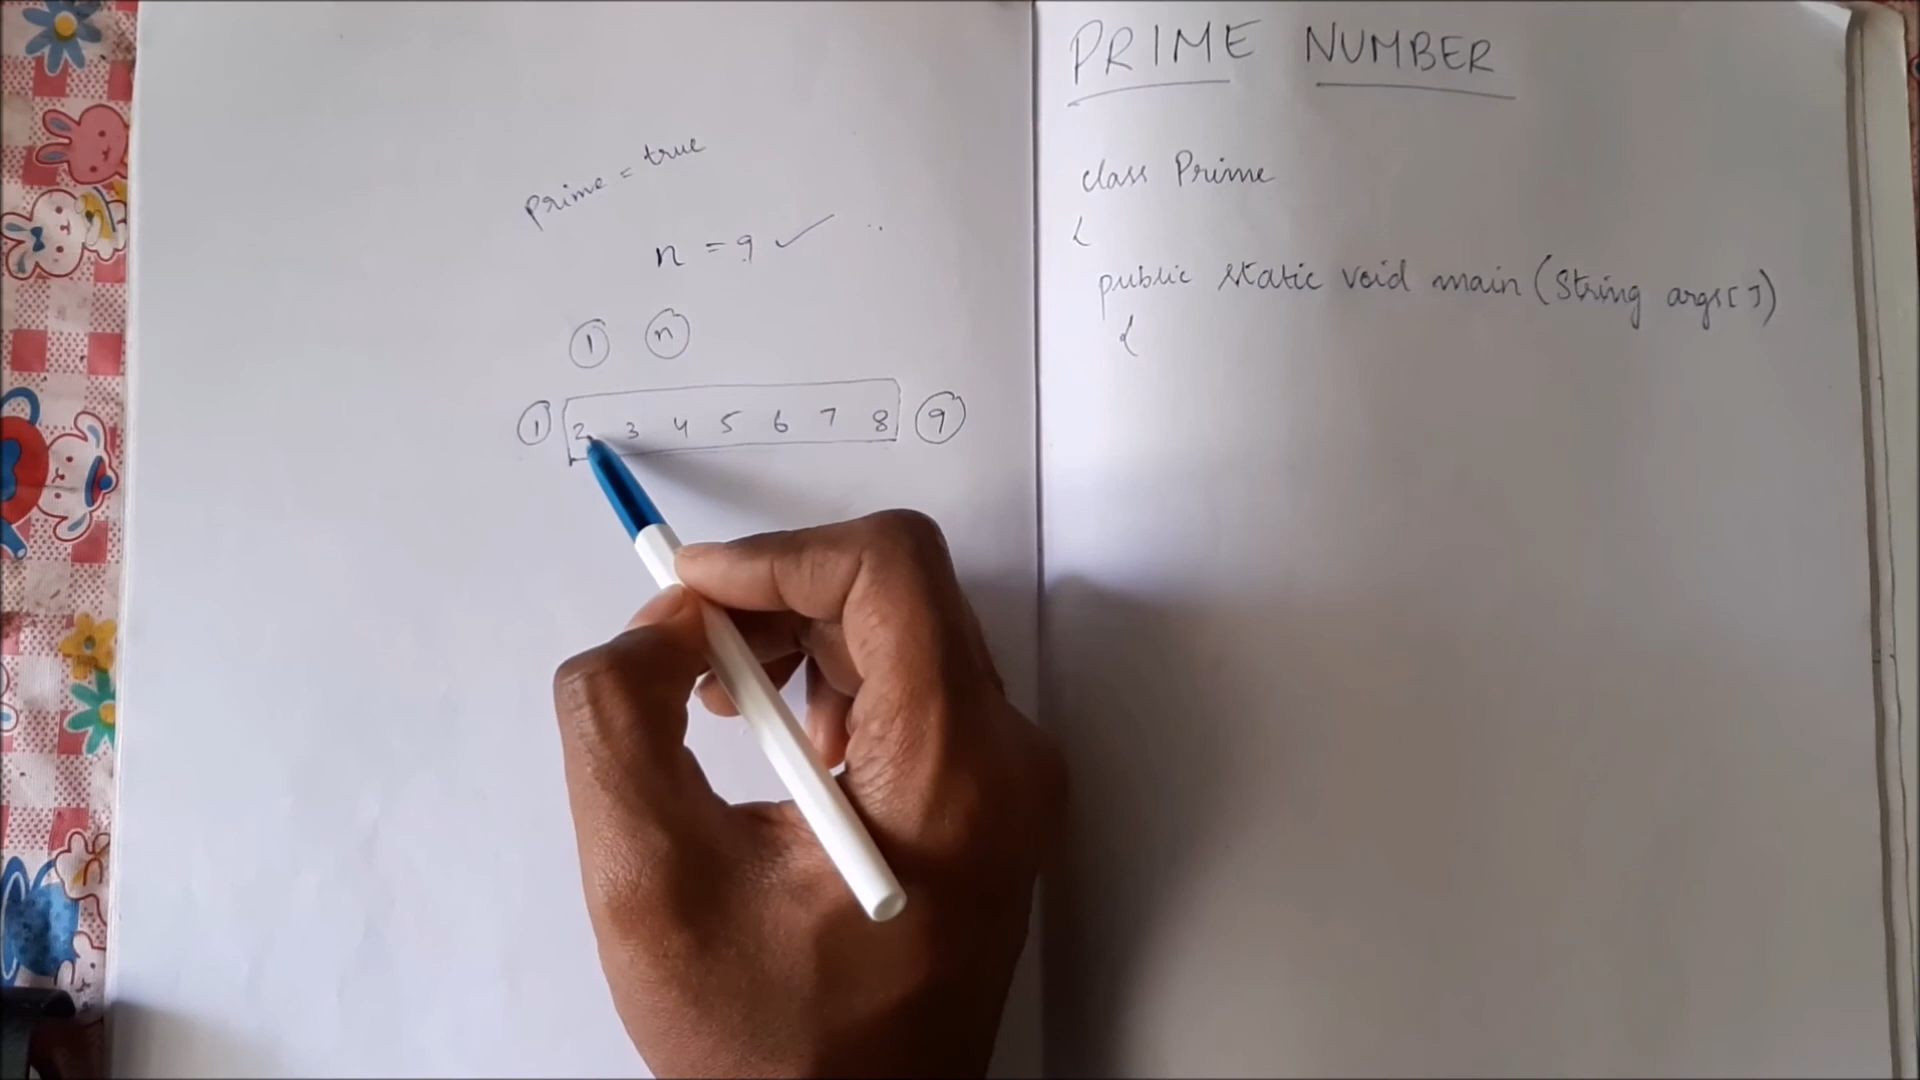 prime = true
n = 9
1 n
1 2 3 4 5 6 7 8 9
PRIME NUMBER
class Prime
{
public static void main (String args[])
{